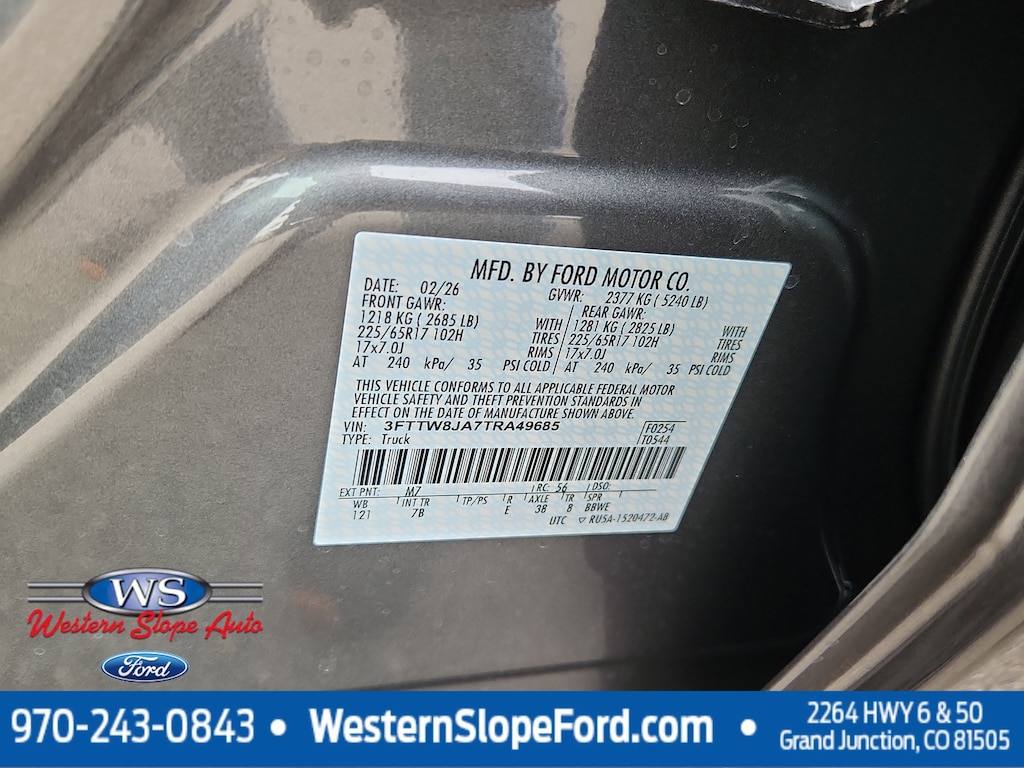 MFD. BY FORD MOTOR CO.
DATE: 02/26 GVWR: 2377 KG ( 5240 LB)
FRONT GAWR: REAR GAWR:
1218 KG ( 2685 LB) WITH 1281 KG ( 2825 LB) WITH
225/65R17 102H TIRES 225/65R17 102H TIRES
17x7.0J RIMS 17x7.0J RIMS
AT 240 kPa/ 35 PSI COLD AT 240 kPa/ 35 PSI COLD
THIS VEHICLE CONFORMS TO ALL APPLICABLE FEDERAL MOTOR
VEHICLE SAFETY AND THEFT PREVENTION STANDARDS IN
EFFECT ON THE DATE OF MANUFACTURE SHOWN ABOVE.
VIN: 3FTTW8JA7TRA49685 F0254
TYPE: Truck T0544
EXT PNT: M7 RC: 56 DSO:
WB INT TR TP/PS R AXLE TR SPR
121 7B E 38 8 BBWE
UTC RU5A-1520472-AB
WS
Western Slope Auto
Ford
970-243-0843 • WesternSlopeFord.com • 2264 HWY 6 & 50
Grand Junction, CO 81505